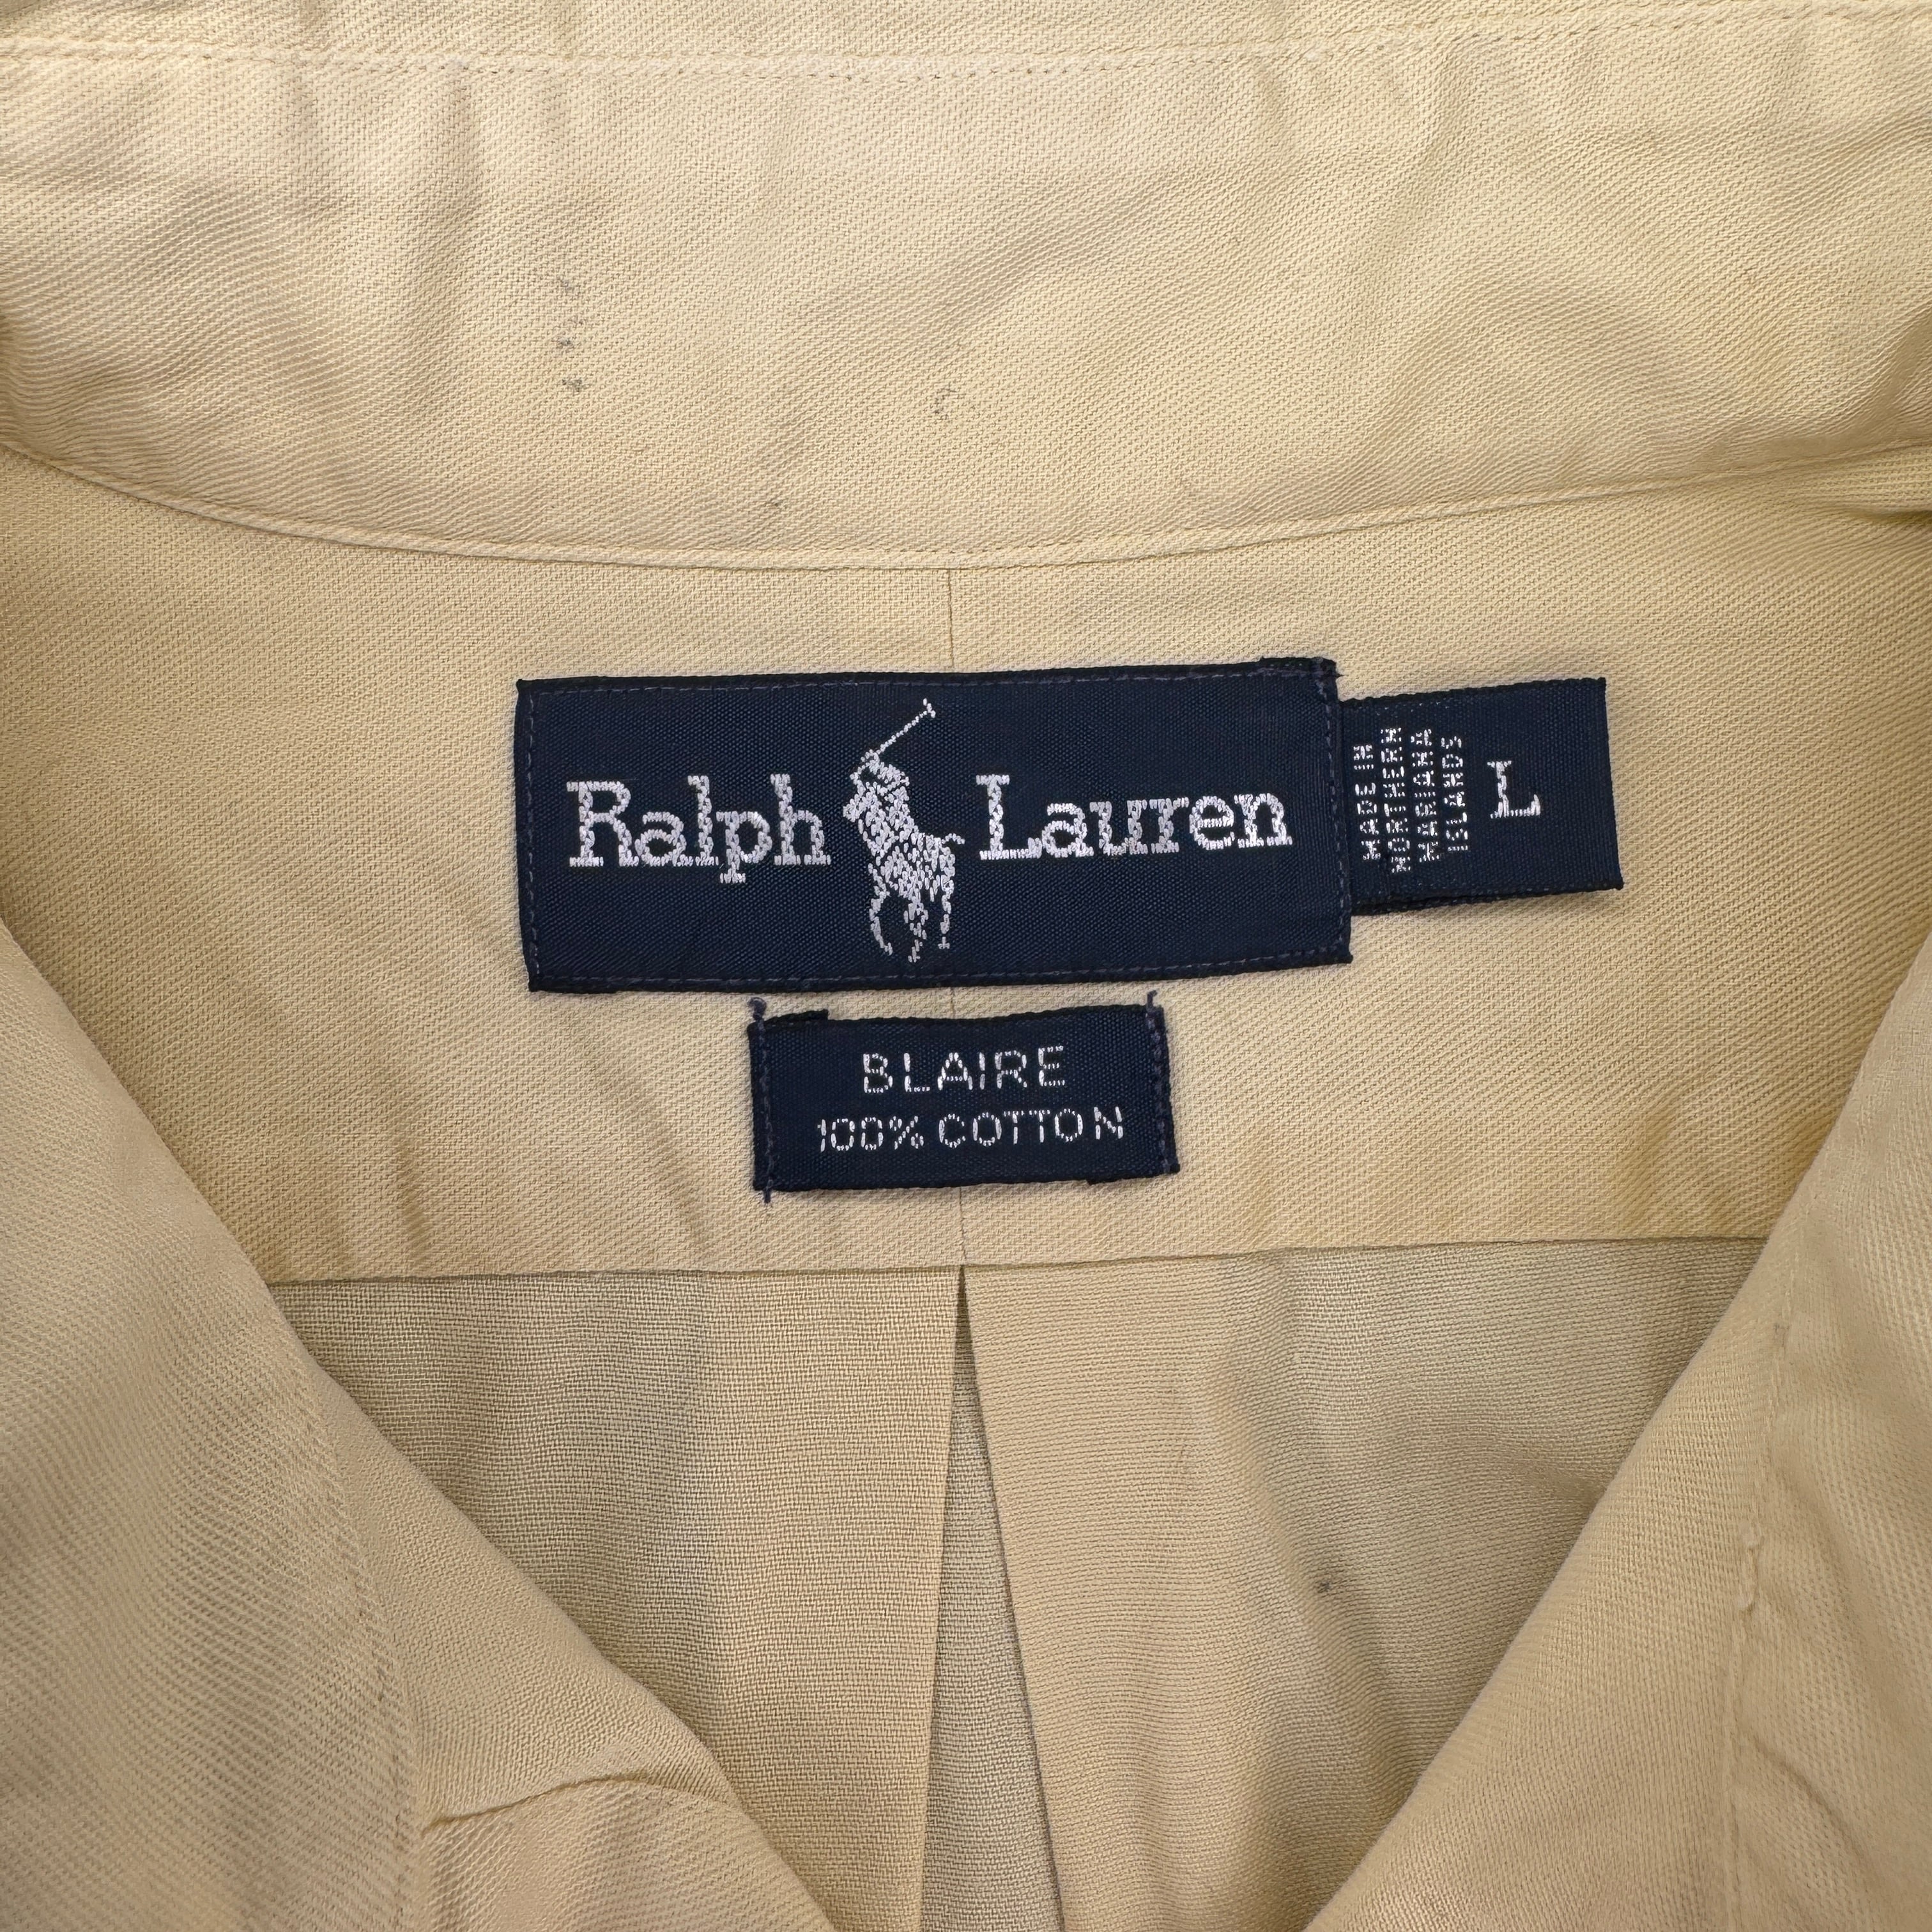 Ralph Lauren
MADE IN
NORTHERN
MARIANA
ISLANDS
L
BLAIRE
100% COTTON